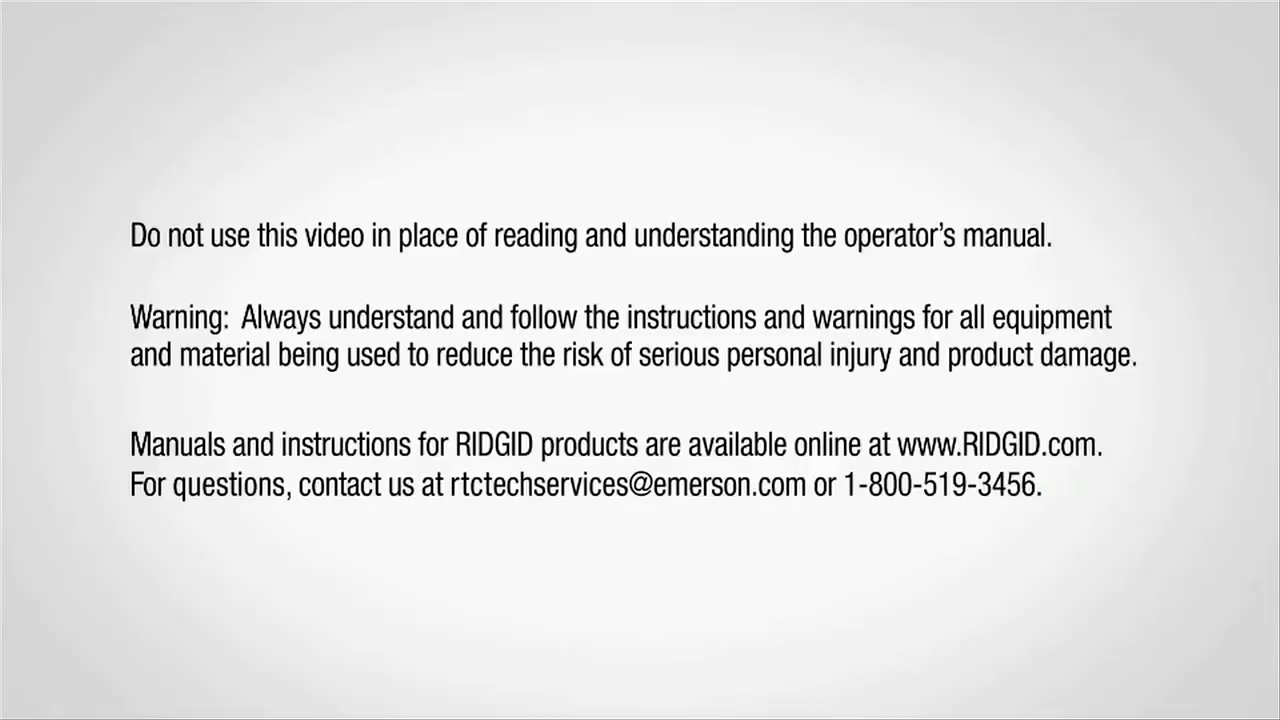 Do not use this video in place of reading and understanding the operator’s manual.
Warning:  Always understand and follow the instructions and warnings for all equipment
and material being used to reduce the risk of serious personal injury and product damage.
Manuals and instructions for RIDGID products are available online at www.RIDGID.com.
For questions, contact us at rtctechservices@emerson.com or 1-800-519-3456.